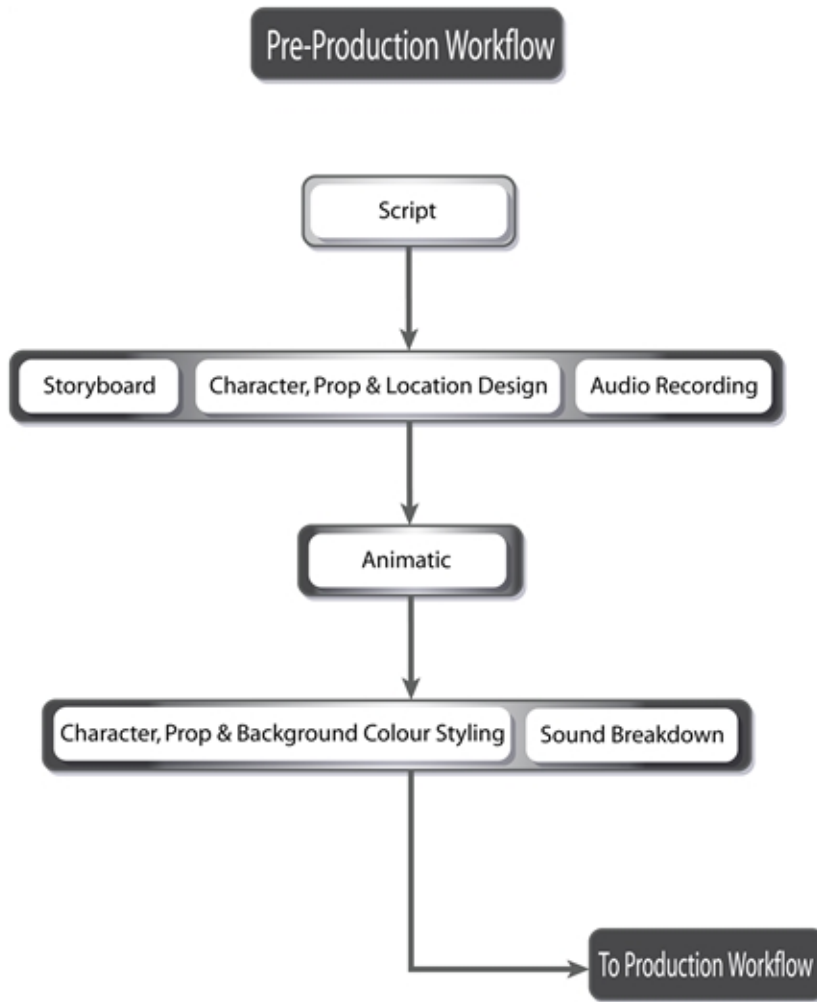 Pre-Production Workflow
Script
Storyboard
Character, Prop & Location Design
Audio Recording
Animatic
Character, Prop & Background Colour Styling
Sound Breakdown
To Production Workflow